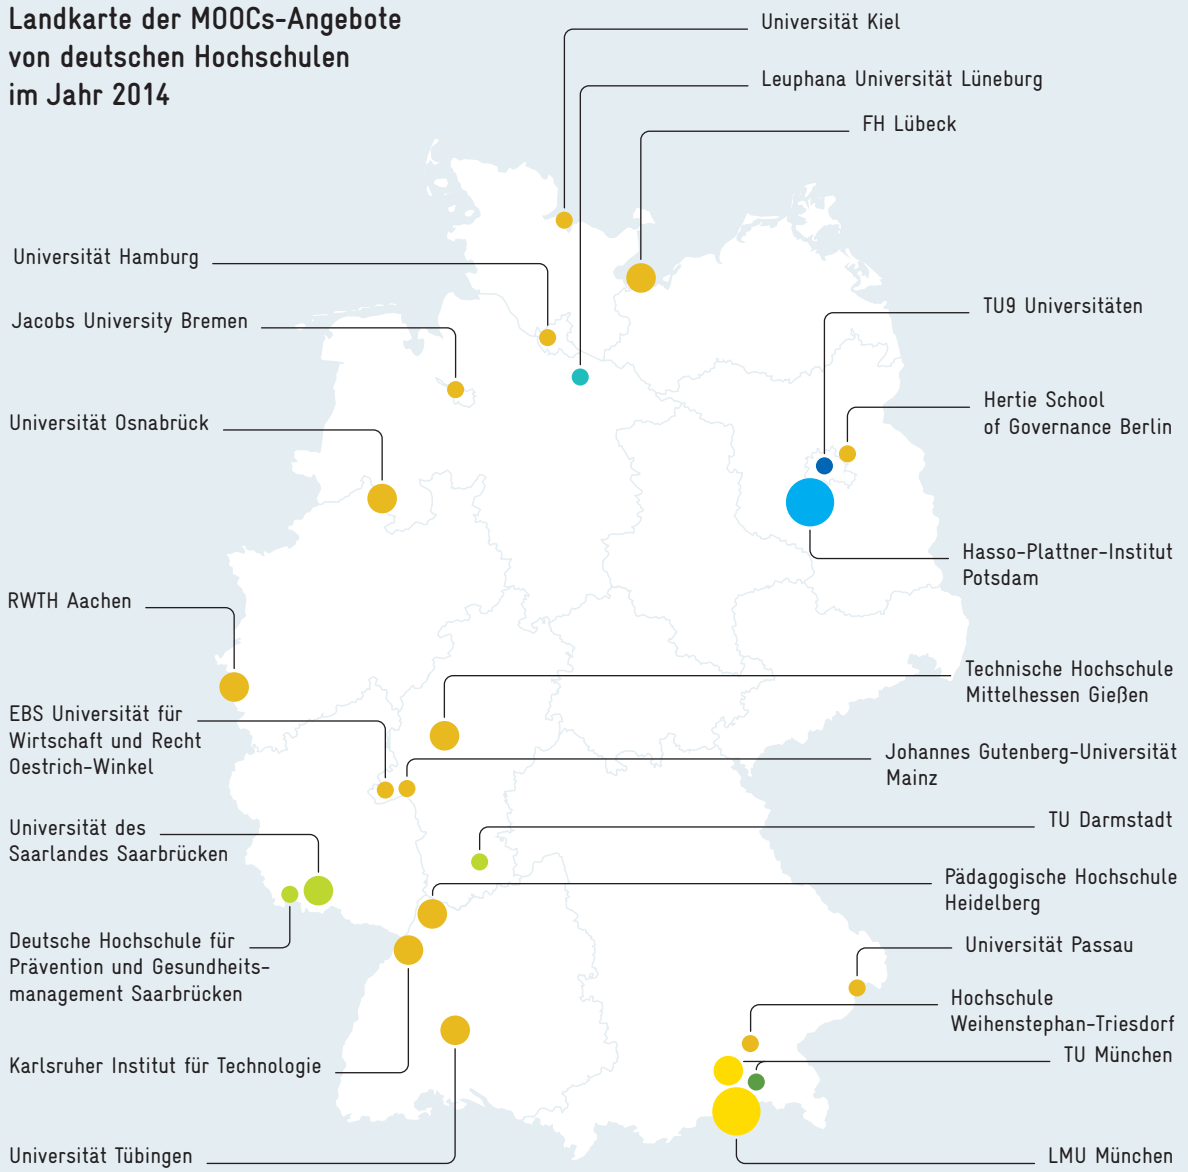 Landkarte der MOOCs-Angebote
von deutschen Hochschulen
im Jahr 2014
Universität Kiel
Leuphana Universität Lüneburg
FH Lübeck
Universität Hamburg
Jacobs University Bremen
TU9 Universitäten
Hertie School
of Governance Berlin
Universität Osnabrück
Hasso-Plattner-Institut
Potsdam
RWTH Aachen
Technische Hochschule
Mittelhessen Gießen
EBS Universität für
Wirtschaft und Recht
Oestrich-Winkel
Johannes Gutenberg-Universität
Mainz
Universität des
Saarlandes Saarbrücken
TU Darmstadt
Pädagogische Hochschule
Heidelberg
Deutsche Hochschule für
Prävention und Gesundheits-
management Saarbrücken
Universität Passau
Hochschule
Weihenstephan-Triesdorf
Karlsruher Institut für Technologie
TU München
Universität Tübingen
LMU München